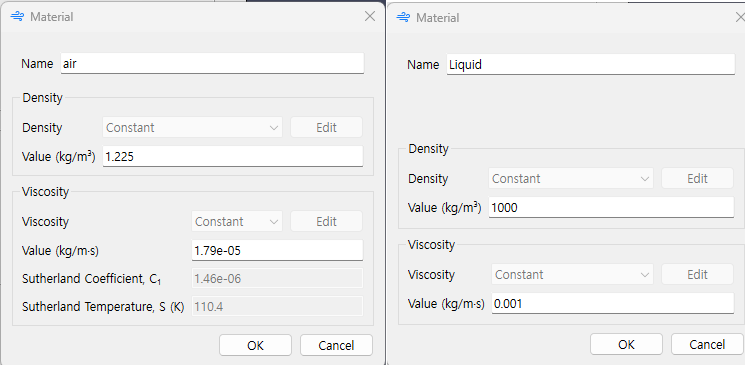 Material
Name air
Density
Density Constant Edit
Value (kg/m³) 1.225
Viscosity
Viscosity Constant Edit
Value (kg/m·s) 1.79e-05
Sutherland Coefficient, C₁ 1.46e-06
Sutherland Temperature, S (K) 110.4
OK Cancel
Material
Name Liquid
Density
Density Constant Edit
Value (kg/m³) 1000
Viscosity
Viscosity Constant Edit
Value (kg/m·s) 0.001
OK Cancel